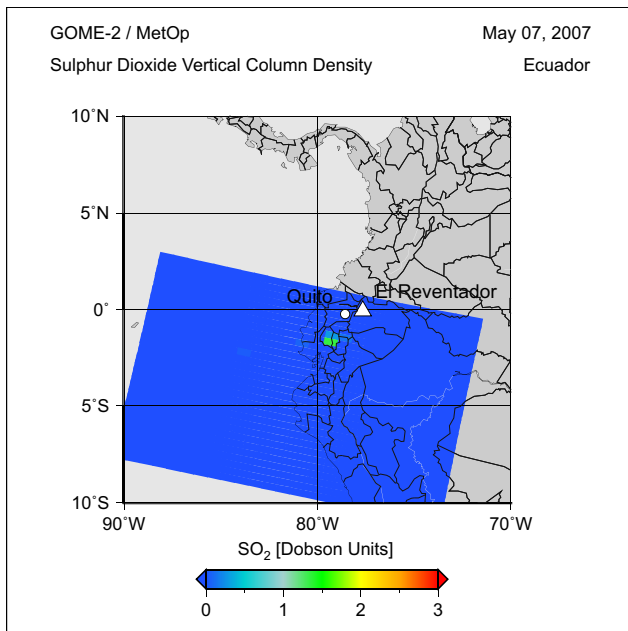 GOME-2 / MetOp May 07, 2007
Sulphur Dioxide Vertical Column Density Ecuador
10˚N
5˚N
Quito El Reventador
0˚
5˚S
10˚S
90˚W 80˚W 70˚W
SO₂ [Dobson Units]
0 1 2 3